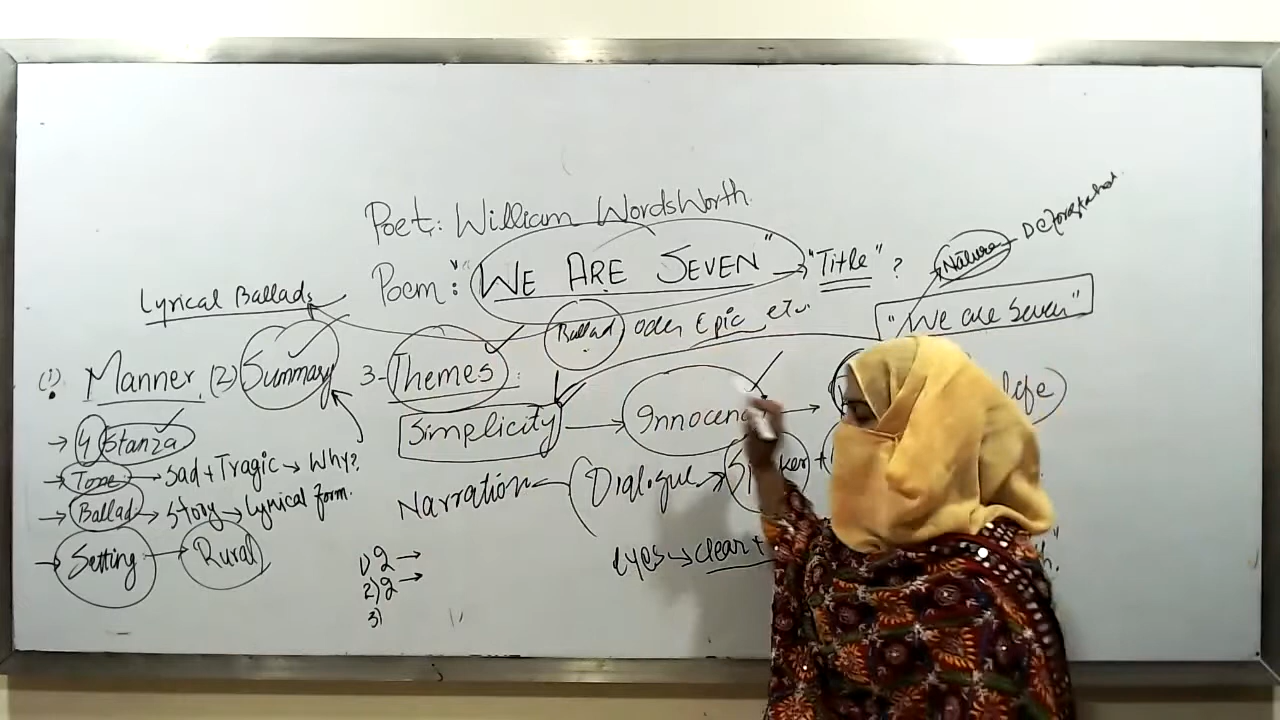 Poet: William WordsWorth.
Poem: "WE ARE SEVEN" → "Title" ?
Nature
Lyrical Ballads
Ballad Epic etc.
"We are Seven"
(1) Manner (2) Summary 3- Themes:
→ 4 Stanza
Simplicity → Innocence → life
→ Tone → Sad + Tragic → Why?
Narration Dialogue → Speaker +
→ Ballad → Story → Lyrical form.
→ Setting → Rural
eyes → clear +
1) 2 →
2) 2 →
3)